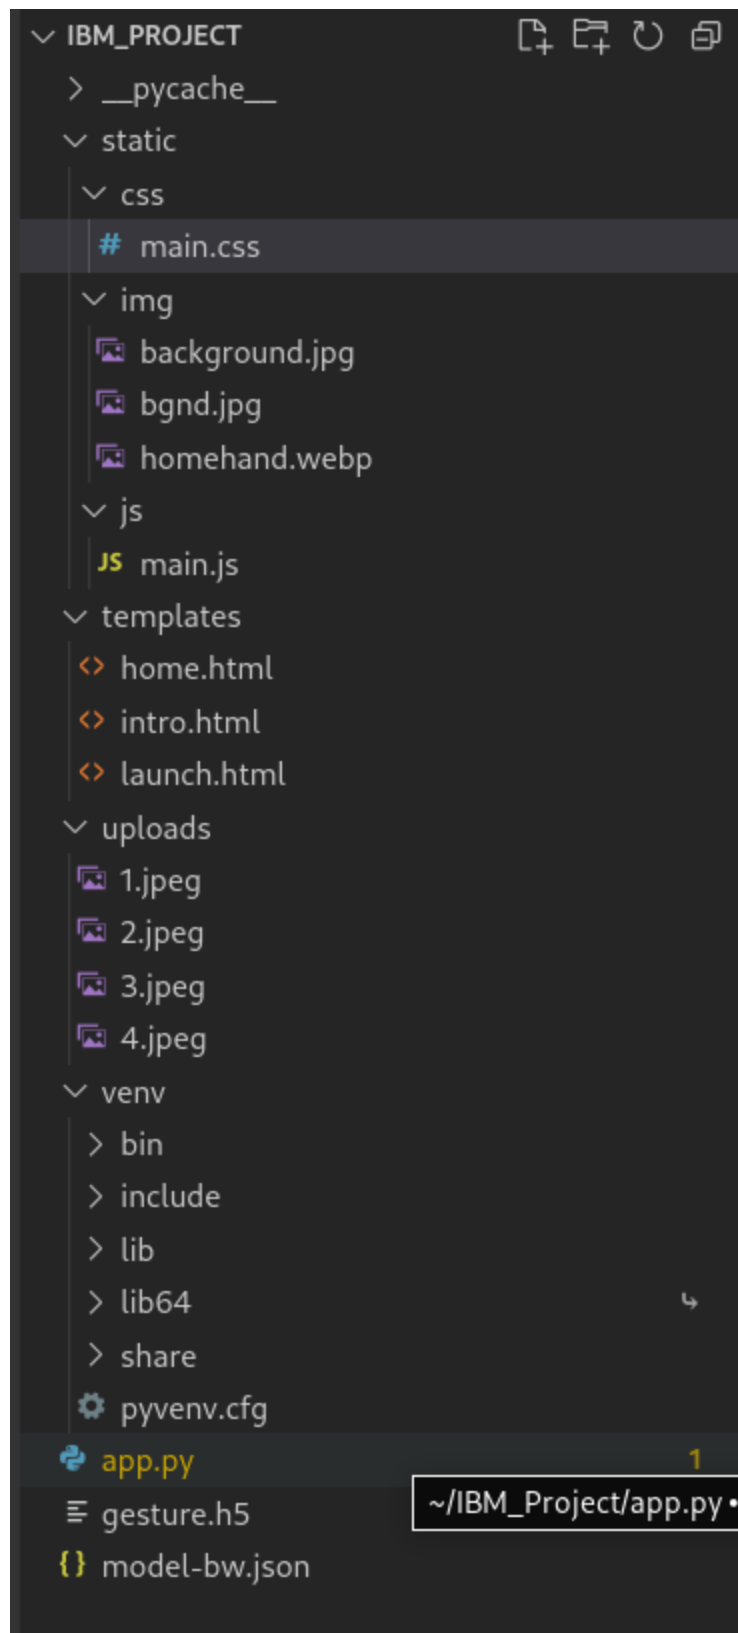 IBM_PROJECT
__pycache__
static
css
# main.css
img
background.jpg
bgnd.jpg
homehand.webp
js
JS main.js
templates
<> home.html
<> intro.html
<> launch.html
uploads
1.jpeg
2.jpeg
3.jpeg
4.jpeg
venv
bin
include
lib
lib64
share
pyvenv.cfg
app.py 1
~/IBM_Project/app.py •
gesture.h5
{} model-bw.json